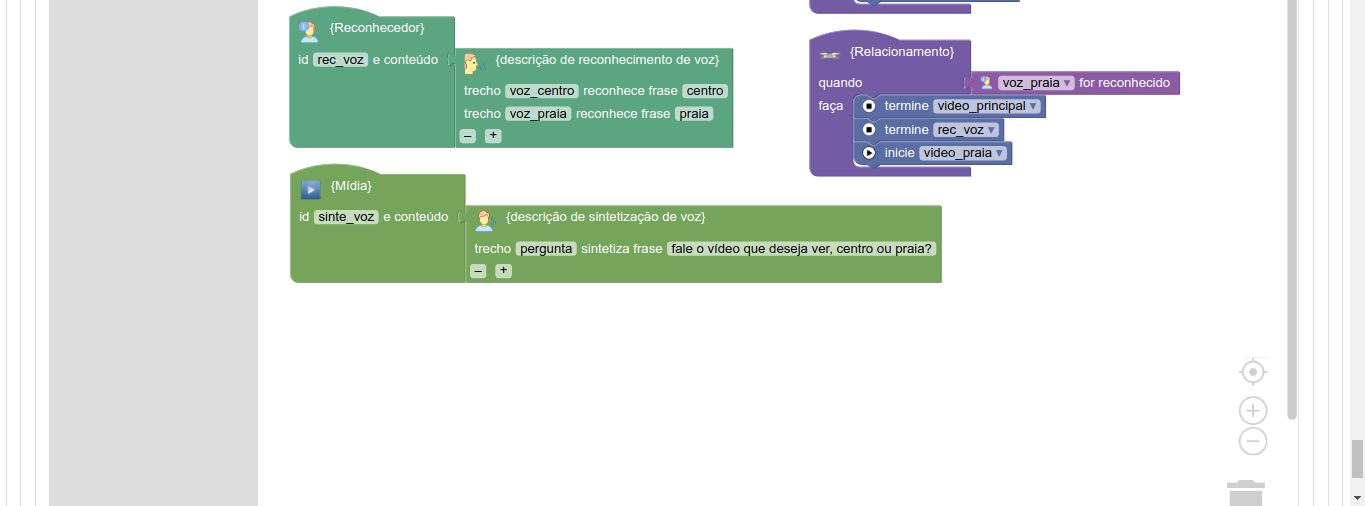 {Reconhecedor}
id rec_voz e conteúdo
{descrição de reconhecimento de voz}
trecho voz_centro reconhece frase centro
trecho voz_praia reconhece frase praia
– +
{Mídia}
id sinte_voz e conteúdo
{descrição de sintetização de voz}
trecho pergunta sintetiza frase fale o vídeo que deseja ver, centro ou praia?
– +
{Relacionamento}
quando voz_praia ▾ for reconhecido
faça termine video_principal ▾
termine rec_voz ▾
inicie video_praia ▾